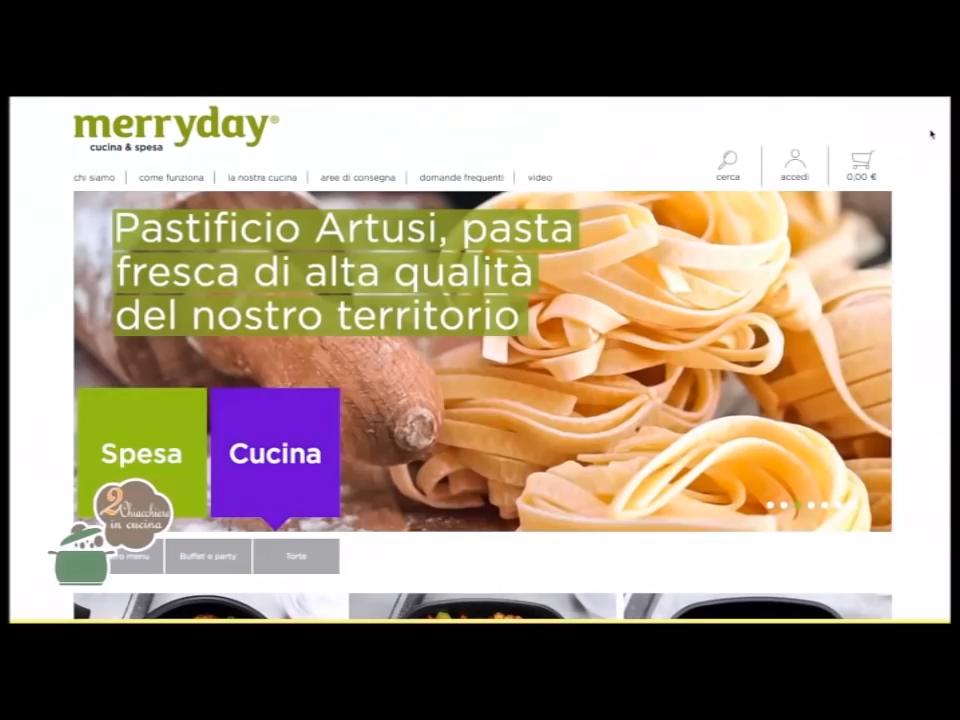 merryday®
cucina & spesa
chi siamo
come funziona
la nostra cucina
aree di consegna
domande frequenti
video
cerca
accedi
0,00 €
Pastificio Artusi, pasta
fresca di alta qualità
del nostro territorio
Spesa
Cucina
2 Chiacchiere
in cucina
menu
Buffet e party
Torte